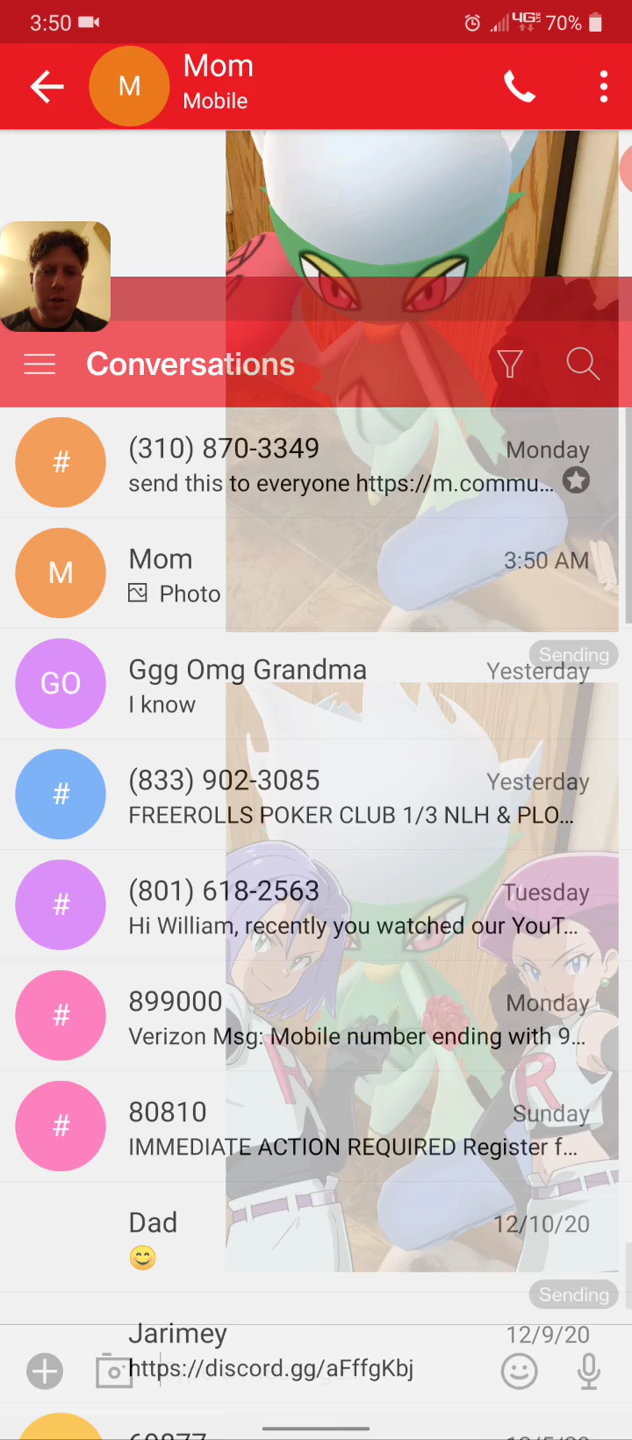 3:50
4G
70%
M
Mom
Mobile
Conversations
#
(310) 870-3349
Monday
send this to everyone https://m.commu...
M
Mom
3:50 AM
Photo
Sending
GO
Ggg Omg Grandma
Yesterday
I know
#
(833) 902-3085
Yesterday
FREEROLLS POKER CLUB 1/3 NLH & PLO...
#
(801) 618-2563
Tuesday
Hi William, recently you watched our YouT...
#
899000
Monday
Verizon Msg: Mobile number ending with 9...
R
R
#
80810
Sunday
IMMEDIATE ACTION REQUIRED Register f...
Dad
12/10/20
😊
Sending
Jarimey
12/9/20
https://discord.gg/aFffgKbj